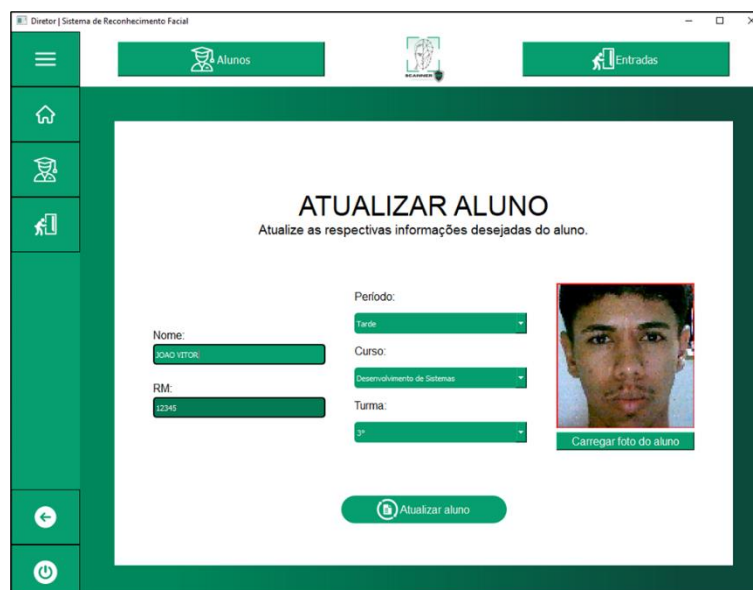 Diretor | Sistema de Reconhecimento Facial
Alunos
SCANNER
Entradas
ATUALIZAR ALUNO
Atualize as respectivas informações desejadas do aluno.
Período:
Tarde
Nome:
JOAO VITOR
Curso:
Desenvolvimento de Sistemas
RM:
12345
Turma:
3°
Carregar foto do aluno
Atualizar aluno